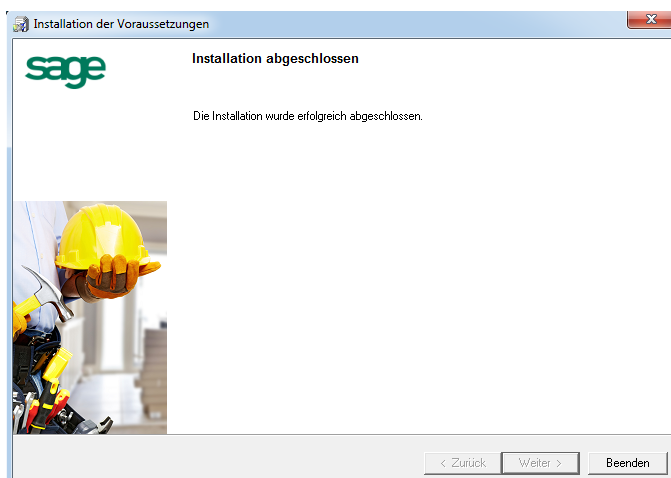 Installation der Voraussetzungen
sage
Installation abgeschlossen
Die Installation wurde erfolgreich abgeschlossen.
< Zurück
Weiter >
Beenden